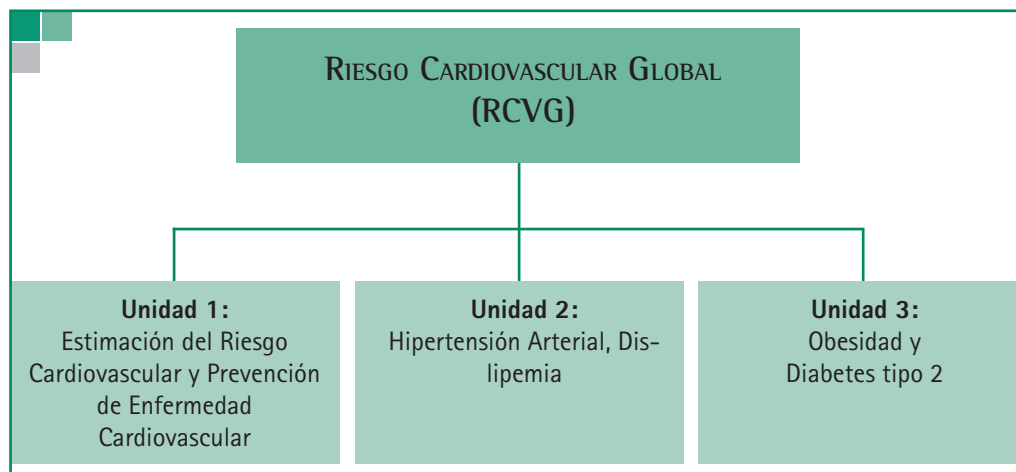 RIESGO CARDIOVASCULAR GLOBAL
(RCVG)
Unidad 1:
Estimación del Riesgo
Cardiovascular y Prevención
de Enfermedad
Cardiovascular
Unidad 2:
Hipertensión Arterial, Dis-
lipemia
Unidad 3:
Obesidad y
Diabetes tipo 2